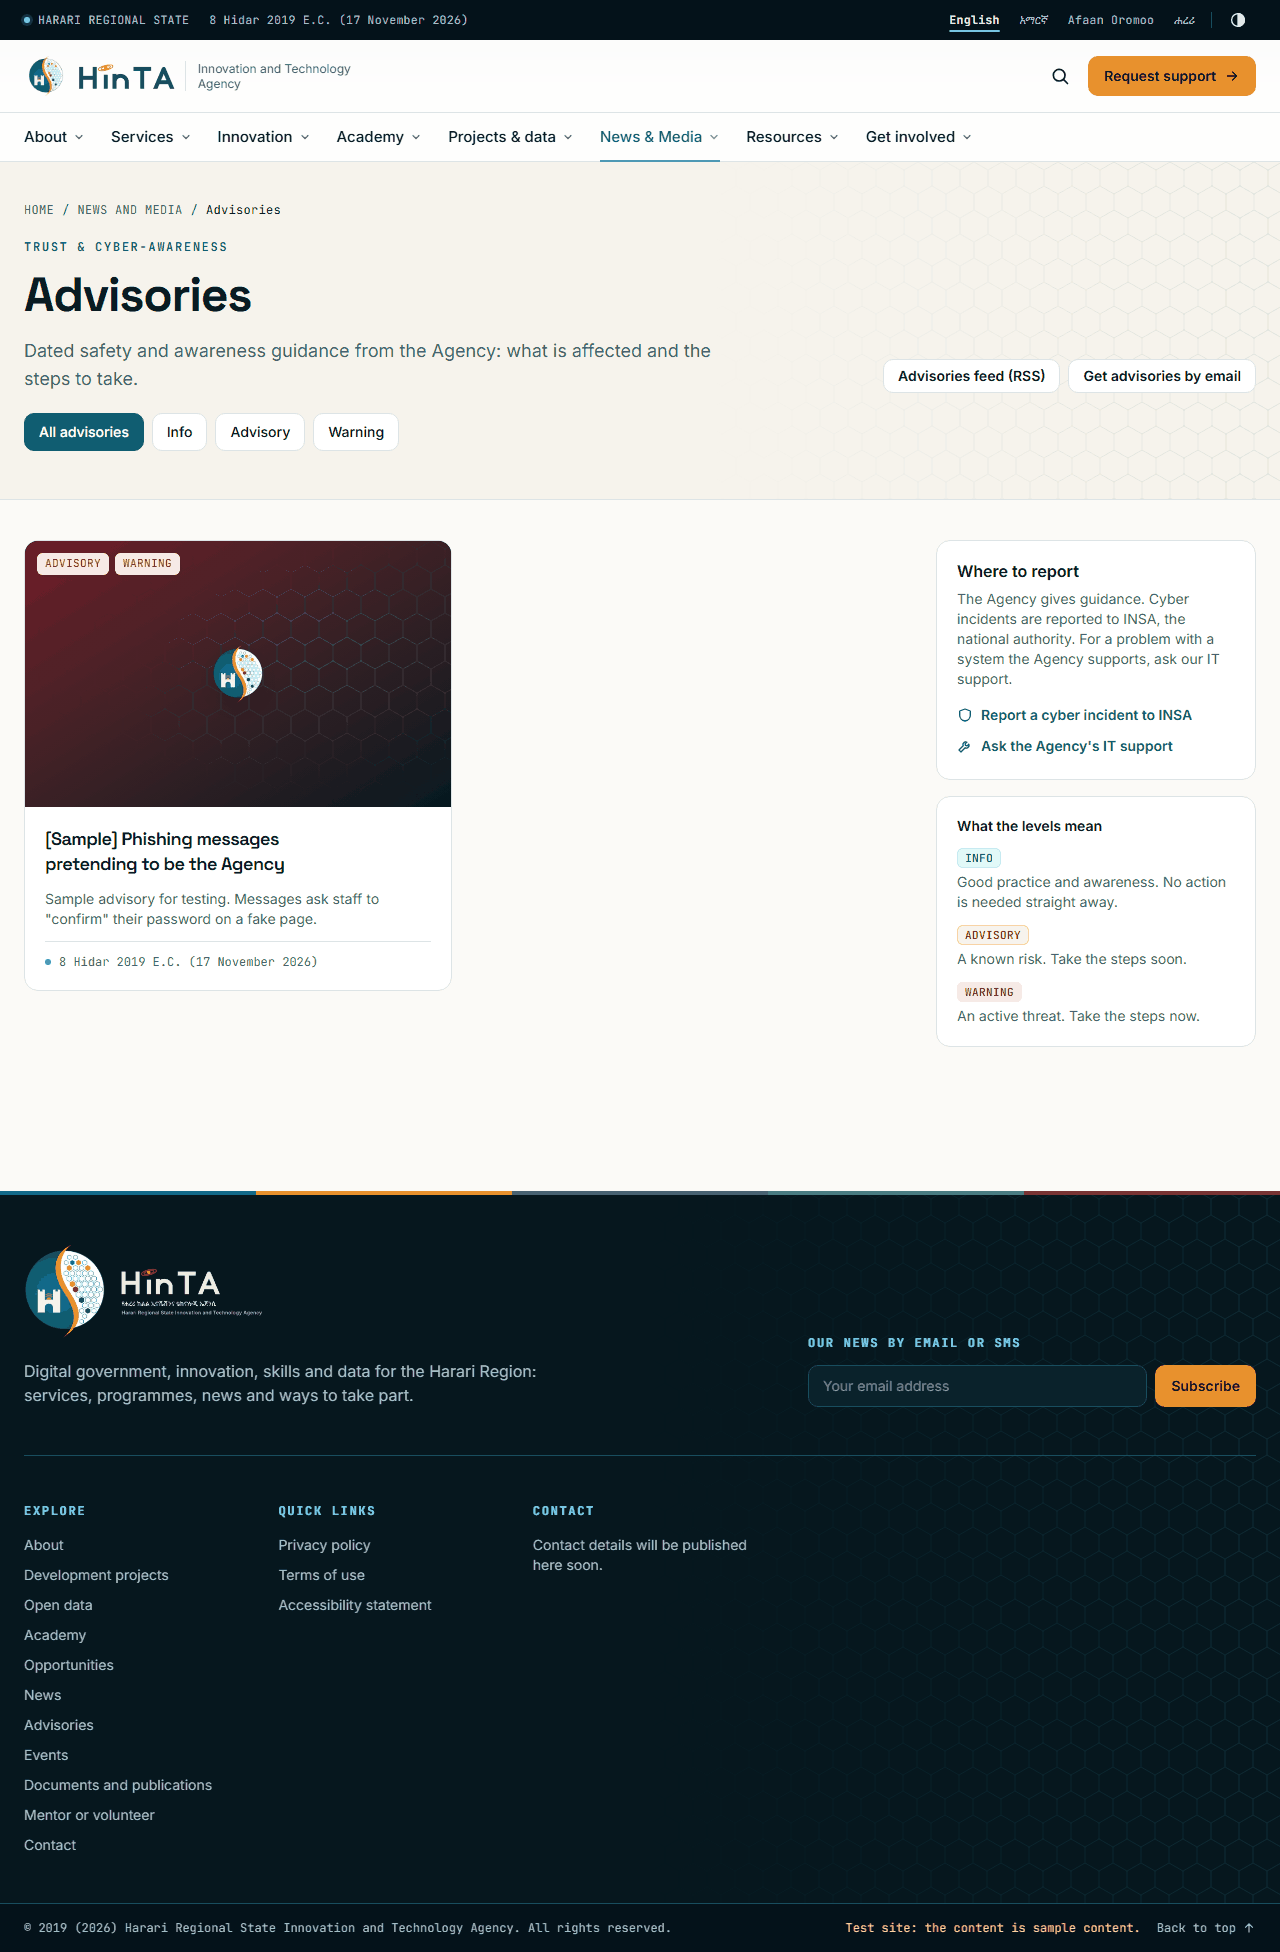 HARARI REGIONAL STATE 8 Hidar 2019 E.C. (17 November 2026) English አማርኛ Afaan Oromoo ሐረሪ
HinTA Innovation and Technology
Agency
Request support →
About Services Innovation Academy Projects & data News & Media Resources Get involved
HOME / NEWS AND MEDIA / Advisories
TRUST & CYBER-AWARENESS
Advisories
Dated safety and awareness guidance from the Agency: what is affected and the
steps to take.
Advisories feed (RSS) Get advisories by email
All advisories Info Advisory Warning
ADVISORY WARNING
[Sample] Phishing messages
pretending to be the Agency
Sample advisory for testing. Messages ask staff to
"confirm" their password on a fake page.
8 Hidar 2019 E.C. (17 November 2026)
Where to report
The Agency gives guidance. Cyber
incidents are reported to INSA, the
national authority. For a problem with a
system the Agency supports, ask our IT
support.
Report a cyber incident to INSA
Ask the Agency's IT support
What the levels mean
INFO
Good practice and awareness. No action
is needed straight away.
ADVISORY
A known risk. Take the steps soon.
WARNING
An active threat. Take the steps now.
HinTA
Harari Regional State Innovation and Technology Agency
Digital government, innovation, skills and data for the Harari Region:
services, programmes, news and ways to take part.
OUR NEWS BY EMAIL OR SMS
Your email address Subscribe
EXPLORE
About
Development projects
Open data
Academy
Opportunities
News
Advisories
Events
Documents and publications
Mentor or volunteer
Contact
QUICK LINKS
Privacy policy
Terms of use
Accessibility statement
CONTACT
Contact details will be published
here soon.
© 2019 (2026) Harari Regional State Innovation and Technology Agency. All rights reserved.
Test site: the content is sample content. Back to top ↑